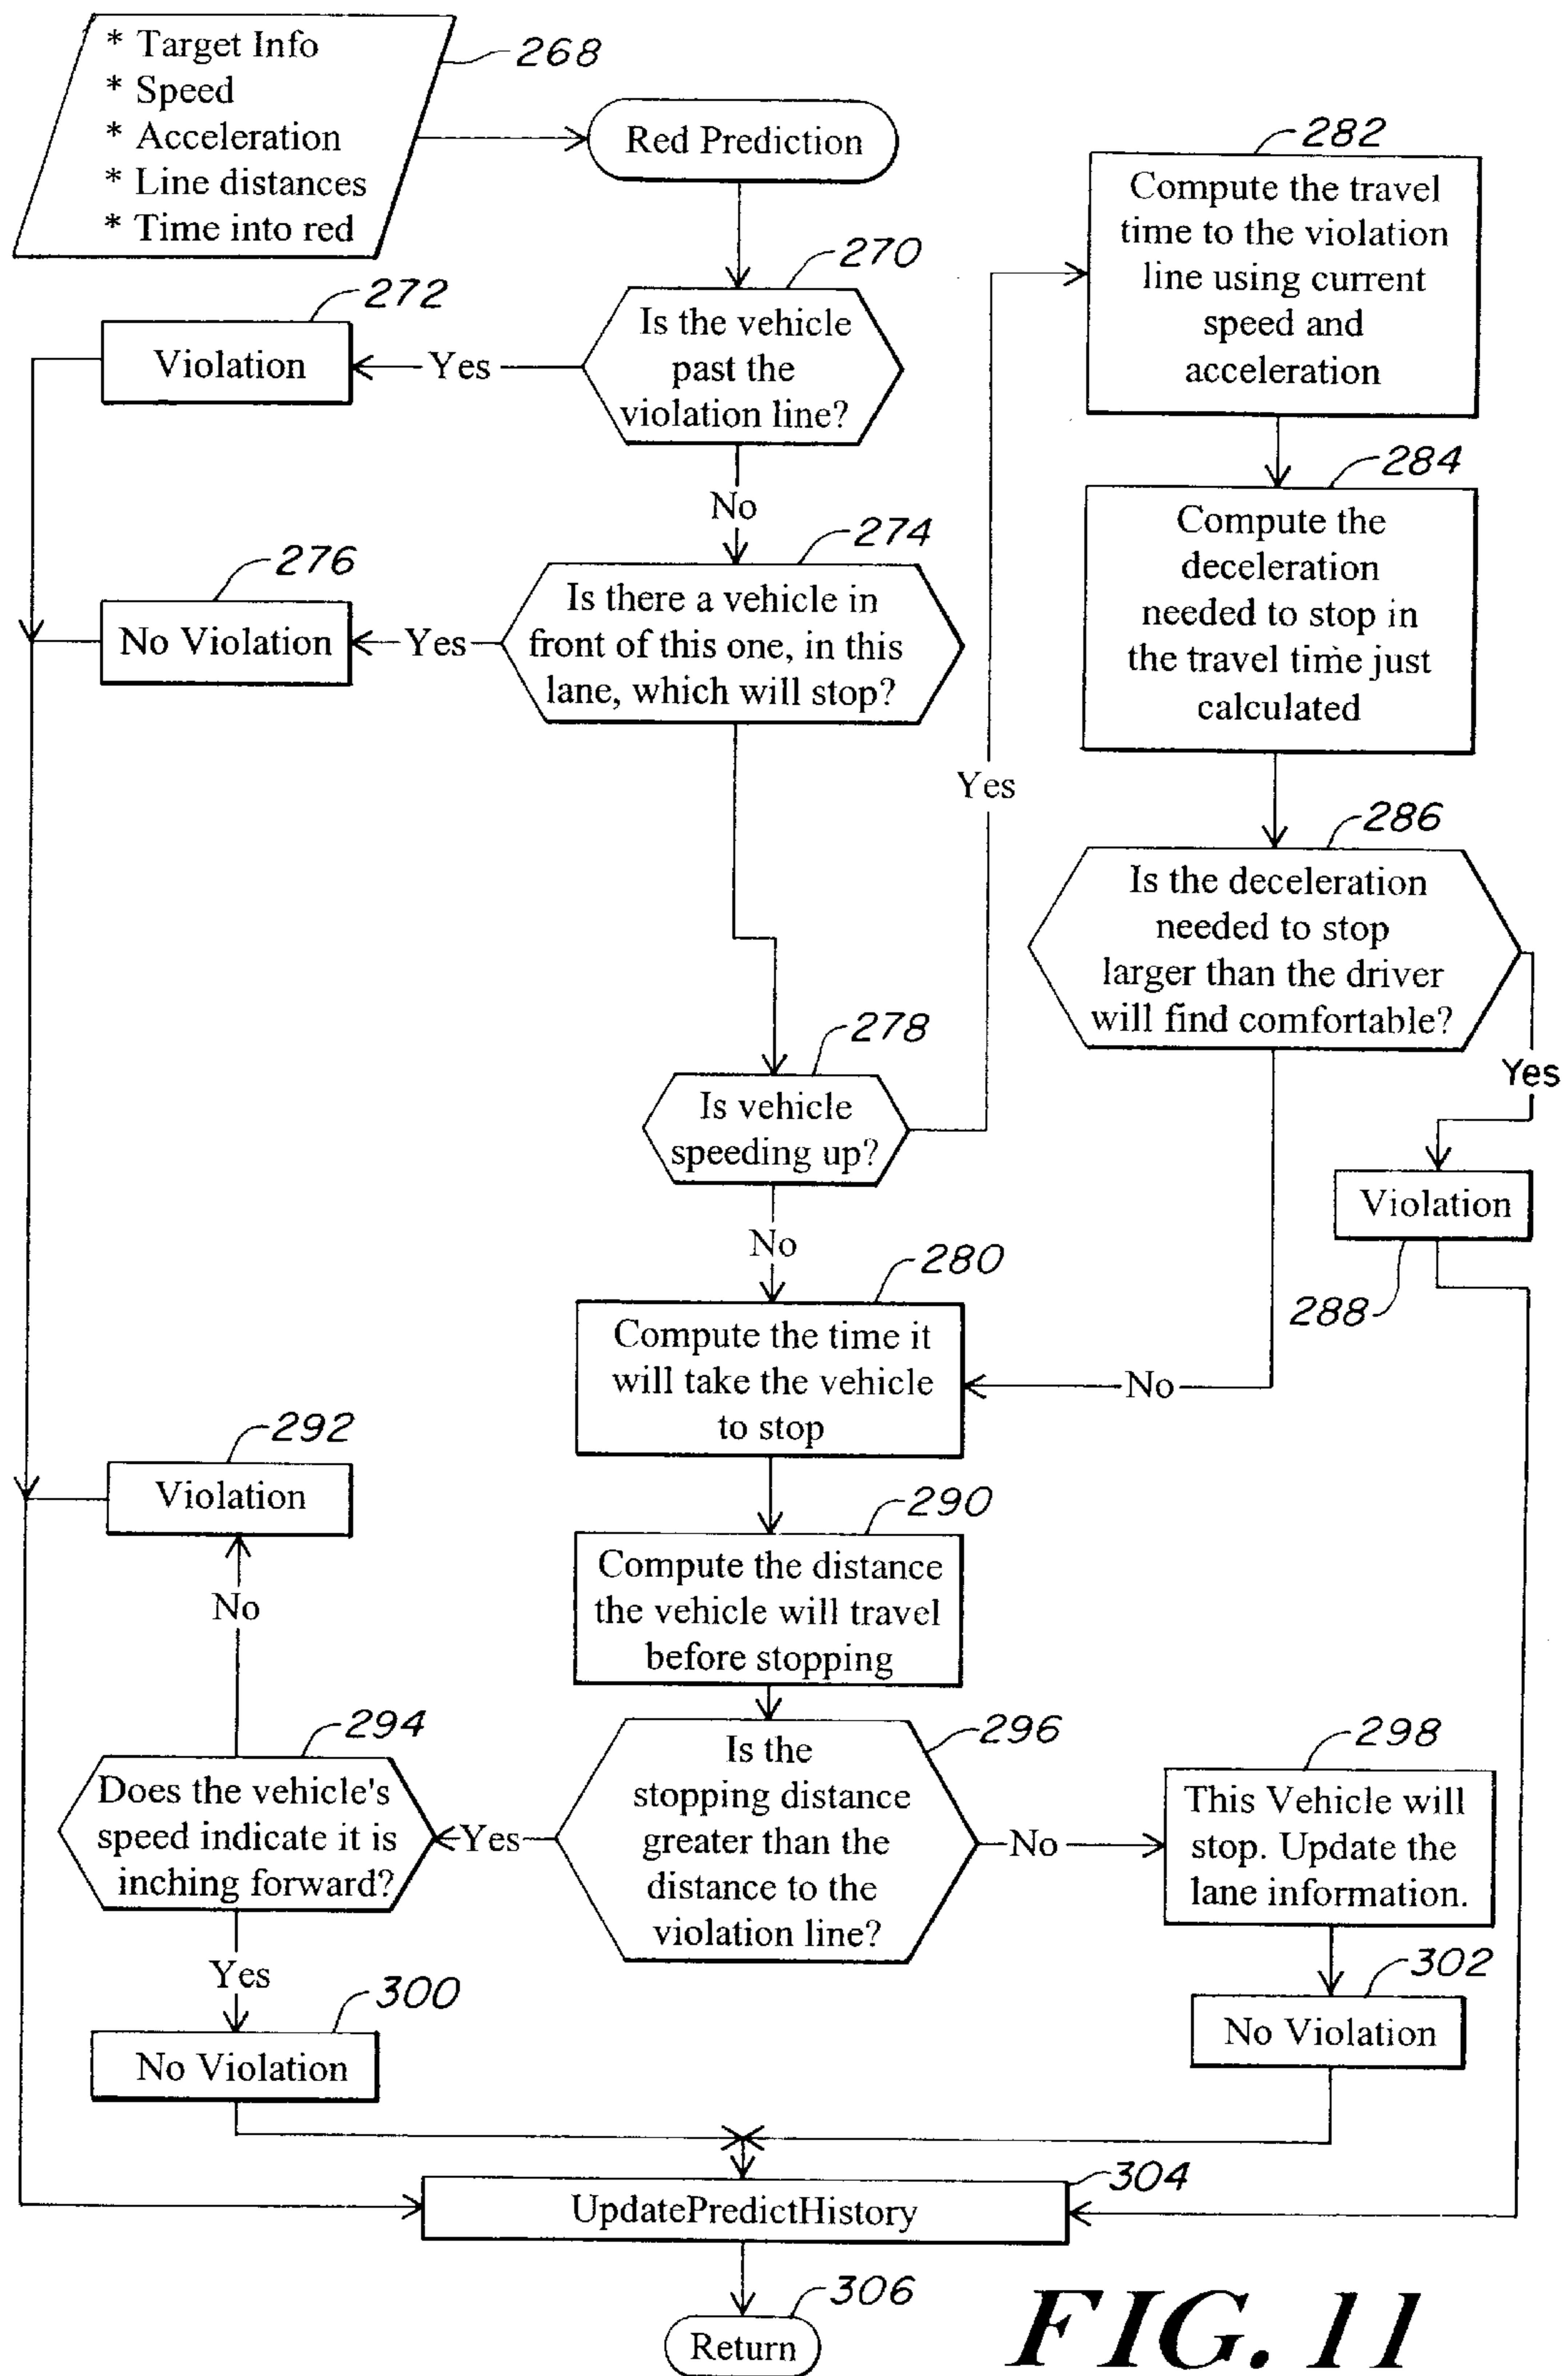 * Target Info
* Speed
* Acceleration
* Line distances
* Time into red
268
Red Prediction
270
Is the vehicle
past the
violation line?
Yes
272
Violation
No
274
Is there a vehicle in
front of this one, in this
lane, which will stop?
Yes
276
No Violation
278
Is vehicle
speeding up?
Yes
282
Compute the travel
time to the violation
line using current
speed and
acceleration
284
Compute the
deceleration
needed to stop in
the travel time just
calculated
286
Is the deceleration
needed to stop
larger than the driver
will find comfortable?
Yes
Violation
288
No
No
280
Compute the time it
will take the vehicle
to stop
290
Compute the distance
the vehicle will travel
before stopping
296
Is the
stopping distance
greater than the
distance to the
violation line?
Yes
294
Does the vehicle's
speed indicate it is
inching forward?
No
292
Violation
Yes
300
No Violation
No
298
This Vehicle will
stop. Update the
lane information.
302
No Violation
304
UpdatePredictHistory
306
Return
FIG. 11